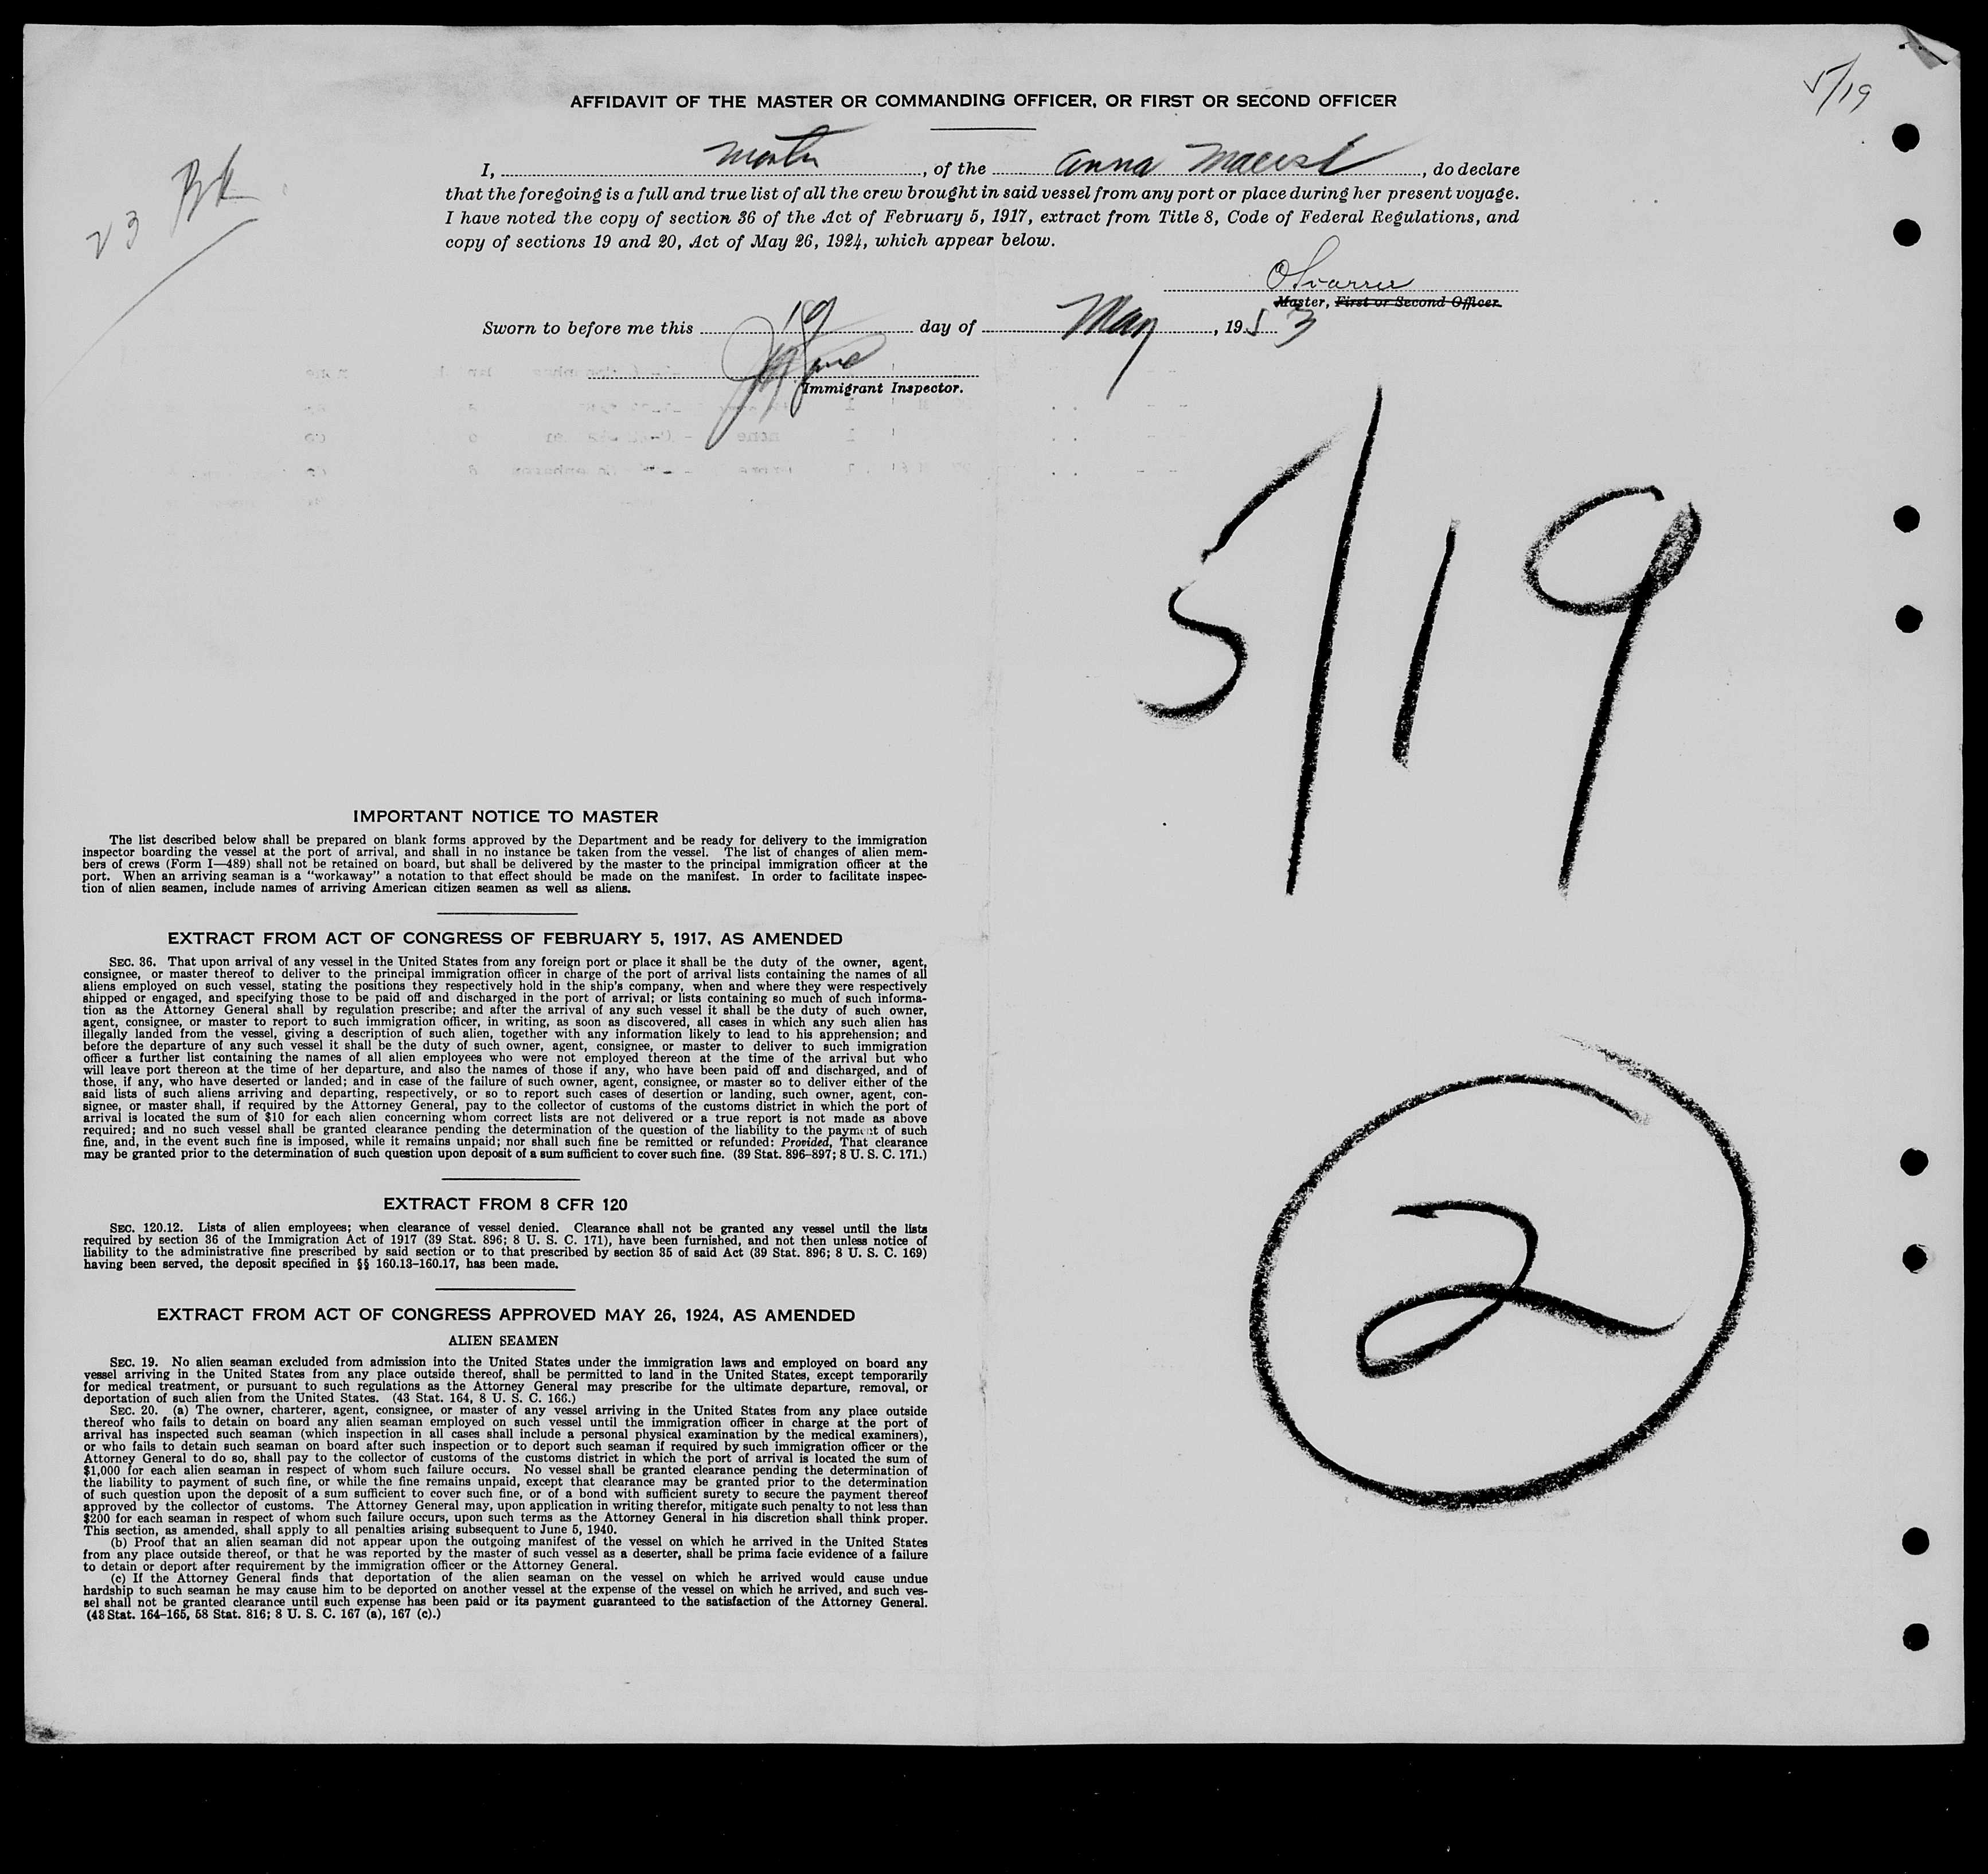 5/19
AFFIDAVIT OF THE MASTER OR COMMANDING OFFICER, OR FIRST OR SECOND OFFICER
23 Bk
I, Master, of the Anna Maersk, do declare
that the foregoing is a full and true list of all the crew brought in said vessel from any port or place during her present voyage.
I have noted the copy of section 36 of the Act of February 5, 1917, extract from Title 8, Code of Federal Regulations, and
copy of sections 19 and 20, Act of May 26, 1924, which appear below.
Master, First or Second Officer.
Sworn to before me this 19 day of May, 1953
Immigrant Inspector.
5/19
IMPORTANT NOTICE TO MASTER
The list described below shall be prepared on blank forms approved by the Department and be ready for delivery to the immigration
inspector boarding the vessel at the port of arrival, and shall in no instance be taken from the vessel. The list of changes of alien mem-
bers of crews (Form I—489) shall not be retained on board, but shall be delivered by the master to the principal immigration officer at the
port. When an arriving seaman is a "workaway" a notation to that effect should be made on the manifest. In order to facilitate inspec-
tion of alien seamen, include names of arriving American citizen seamen as well as aliens.
EXTRACT FROM ACT OF CONGRESS OF FEBRUARY 5, 1917, AS AMENDED
SEC. 36. That upon arrival of any vessel in the United States from any foreign port or place it shall be the duty of the owner, agent,
consignee, or master thereof to deliver to the principal immigration officer in charge of the port of arrival lists containing the names of all
aliens employed on such vessel, stating the positions they respectively hold in the ship's company, when and where they were respectively
shipped or engaged, and specifying those to be paid off and discharged in the port of arrival; or lists containing so much of such informa-
tion as the Attorney General shall by regulation prescribe; and after the arrival of any such vessel it shall be the duty of such owner,
agent, consignee, or master to report to such immigration officer, in writing, as soon as discovered, all cases in which any such alien has
illegally landed from the vessel, giving a description of such alien, together with any information likely to lead to his apprehension; and
before the departure of any such vessel it shall be the duty of such owner, agent, consignee, or master to deliver to such immigration
officer a further list containing the names of all alien employees who were not employed thereon at the time of the arrival but who
will leave port thereon at the time of her departure, and also the names of those if any, who have been paid off and discharged, and of
those, if any, who have deserted or landed; and in case of the failure of such owner, agent, consignee, or master so to deliver either of the
said lists of such aliens arriving and departing, respectively, or so to report such cases of desertion or landing, such owner, agent, con-
signee, or master shall, if required by the Attorney General, pay to the collector of customs of the customs district in which the port of
arrival is located the sum of $10 for each alien concerning whom correct lists are not delivered or a true report is not made as above
required; and no such vessel shall be granted clearance pending the determination of the question of the liability to the payment of such
fine, and, in the event such fine is imposed, while it remains unpaid; nor shall such fine be remitted or refunded: Provided, That clearance
may be granted prior to the determination of such question upon deposit of a sum sufficient to cover such fine. (39 Stat. 896–897; 8 U. S. C. 171.)
EXTRACT FROM 8 CFR 120
SEC. 120.12. Lists of alien employees; when clearance of vessel denied. Clearance shall not be granted any vessel until the lists
required by section 36 of the Immigration Act of 1917 (39 Stat. 896; 8 U. S. C. 171), have been furnished, and not then unless notice of
liability to the administrative fine prescribed by said section or to that prescribed by section 35 of said Act (39 Stat. 896; 8 U. S. C. 169)
having been served, the deposit specified in §§ 160.13–160.17, has been made.
EXTRACT FROM ACT OF CONGRESS APPROVED MAY 26, 1924, AS AMENDED
ALIEN SEAMEN
SEC. 19. No alien seaman excluded from admission into the United States under the immigration laws and employed on board any
vessel arriving in the United States from any place outside thereof, shall be permitted to land in the United States, except temporarily
for medical treatment, or pursuant to such regulations as the Attorney General may prescribe for the ultimate departure, removal, or
deportation of such alien from the United States. (43 Stat. 164, 8 U. S. C. 166.)
SEC. 20. (a) The owner, charterer, agent, consignee, or master of any vessel arriving in the United States from any place outside
thereof who fails to detain on board any alien seaman employed on such vessel until the immigration officer in charge at the port of
arrival has inspected such seaman (which inspection in all cases shall include a personal physical examination by the medical examiners),
or who fails to detain such seaman on board after such inspection or to deport such seaman if required by such immigration officer or the
Attorney General to do so, shall pay to the collector of customs of the customs district in which the port of arrival is located the sum of
$1,000 for each alien seaman in respect of whom such failure occurs. No vessel shall be granted clearance pending the determination of
the liability to payment of such fine, or while the fine remains unpaid, except that clearance may be granted prior to the determination
of such question upon the deposit of a sum sufficient to cover such fine, or of a bond with sufficient surety to secure the payment thereof
approved by the collector of customs. The Attorney General may, upon application in writing therefor, mitigate such penalty to not less than
$200 for each seaman in respect of whom such failure occurs, upon such terms as the Attorney General in his discretion shall think proper.
This section, as amended, shall apply to all penalties arising subsequent to June 5, 1940.
(b) Proof that an alien seaman did not appear upon the outgoing manifest of the vessel on which he arrived in the United States
from any place outside thereof, or that he was reported by the master of such vessel as a deserter, shall be prima facie evidence of a failure
to detain or deport after requirement by the immigration officer or the Attorney General.
(c) If the Attorney General finds that deportation of the alien seaman on the vessel on which he arrived would cause undue
hardship to such seaman he may cause him to be deported on another vessel at the expense of the vessel on which he arrived, and such ves-
sel shall not be granted clearance until such expense has been paid or its payment guaranteed to the satisfaction of the Attorney General.
(43 Stat. 164–165, 58 Stat. 816; 8 U. S. C. 167 (a), 167 (c).)
2